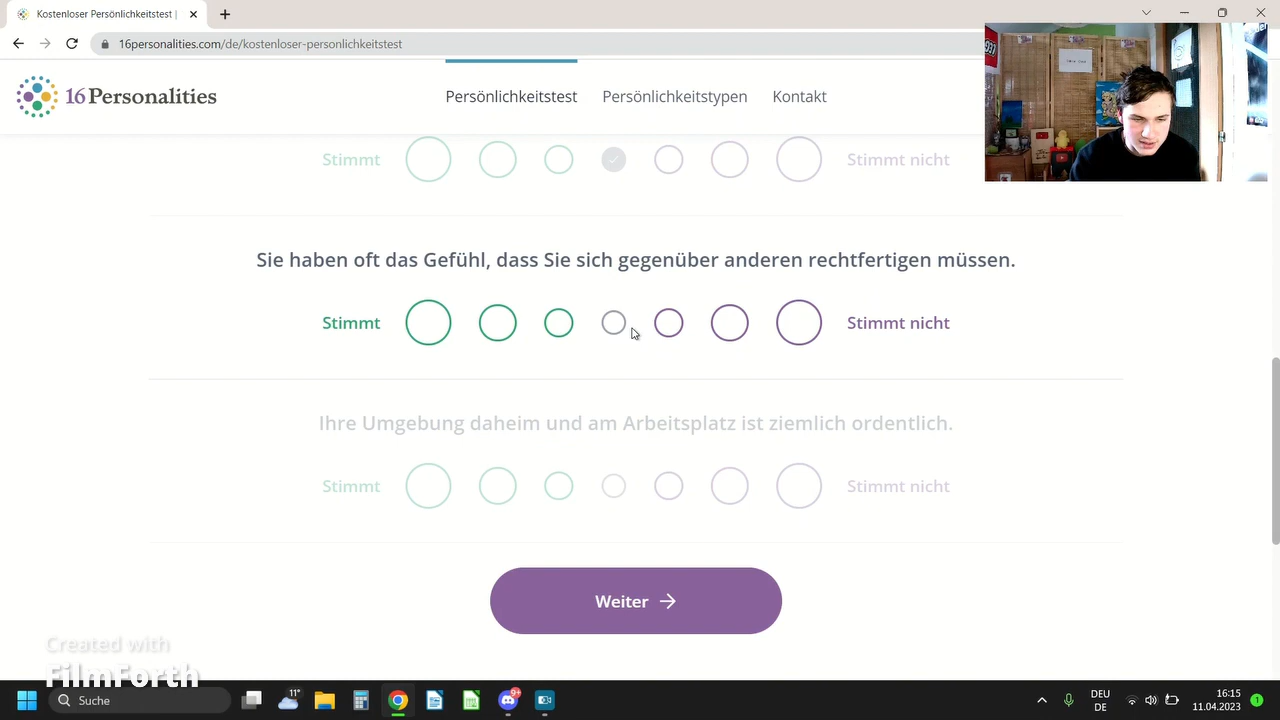 Kostenloser Persönlichkeitstest |
16personalities.com/de/kostenloser-personlichkeitstest
16Personalities
Persönlichkeitstest
Persönlichkeitstypen
Kontakt
Stimmt
Stimmt nicht
Sie haben oft das Gefühl, dass Sie sich gegenüber anderen rechtfertigen müssen.
Stimmt
Stimmt nicht
Ihre Umgebung daheim und am Arbeitsplatz ist ziemlich ordentlich.
Stimmt
Stimmt nicht
Weiter
Created with
FilmForth
Suche
11°
9+
DEU
DE
16:15
11.04.2023
1